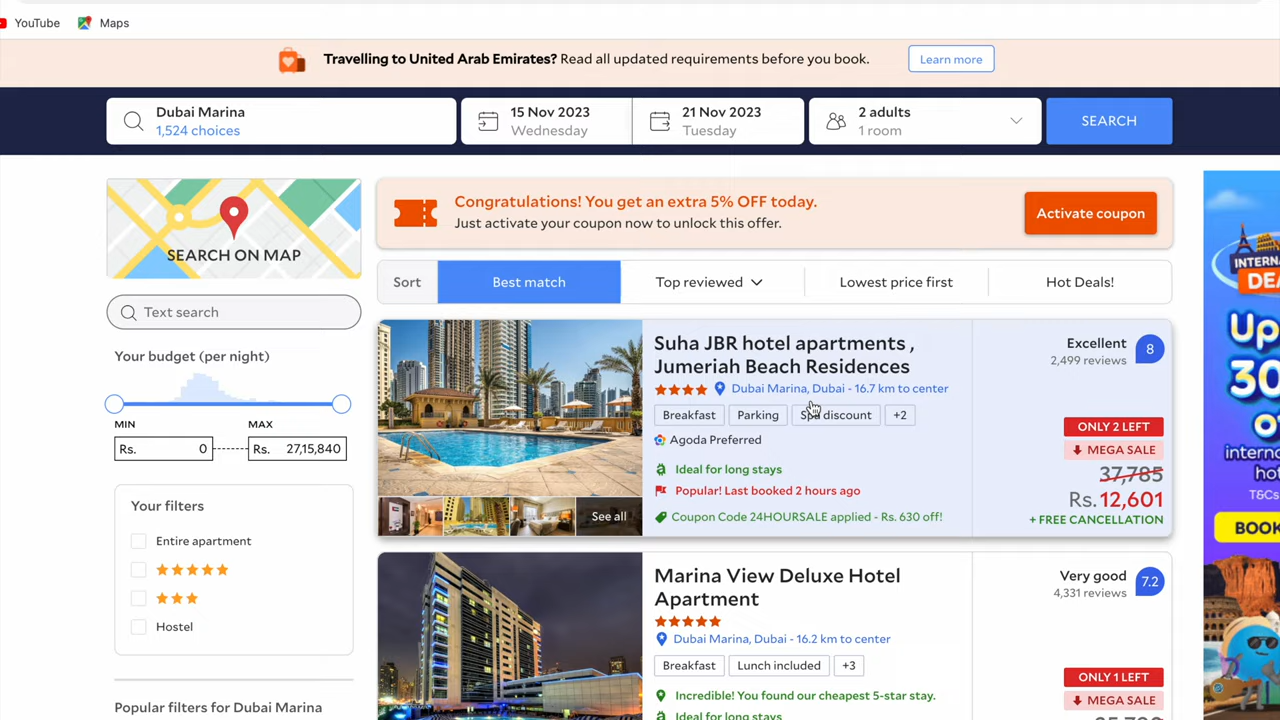 YouTube
Maps
Travelling to United Arab Emirates? Read all updated requirements before you book.
Learn more
Dubai Marina
1,524 choices
15 Nov 2023
Wednesday
21 Nov 2023
Tuesday
2 adults
1 room
SEARCH
SEARCH ON MAP
Text search
Your budget (per night)
MIN
MAX
Rs. 0
Rs. 27,15,840
Your filters
Entire apartment
Hostel
Popular filters for Dubai Marina
Congratulations! You get an extra 5% OFF today.
Just activate your coupon now to unlock this offer.
Activate coupon
Sort
Best match
Top reviewed
Lowest price first
Hot Deals!
See all
Suha JBR hotel apartments ,
Jumeriah Beach Residences
Dubai Marina, Dubai - 16.7 km to center
Breakfast
Parking
Spa discount
+2
Agoda Preferred
Ideal for long stays
Popular! Last booked 2 hours ago
Coupon Code 24HOURSALE applied - Rs. 630 off!
Excellent
2,499 reviews
8
ONLY 2 LEFT
MEGA SALE
37,785
Rs. 12,601
+ FREE CANCELLATION
Marina View Deluxe Hotel
Apartment
Dubai Marina, Dubai - 16.2 km to center
Breakfast
Lunch included
+3
Incredible! You found our cheapest 5-star stay.
Ideal for long stays
Very good
4,331 reviews
7.2
ONLY 1 LEFT
MEGA SALE